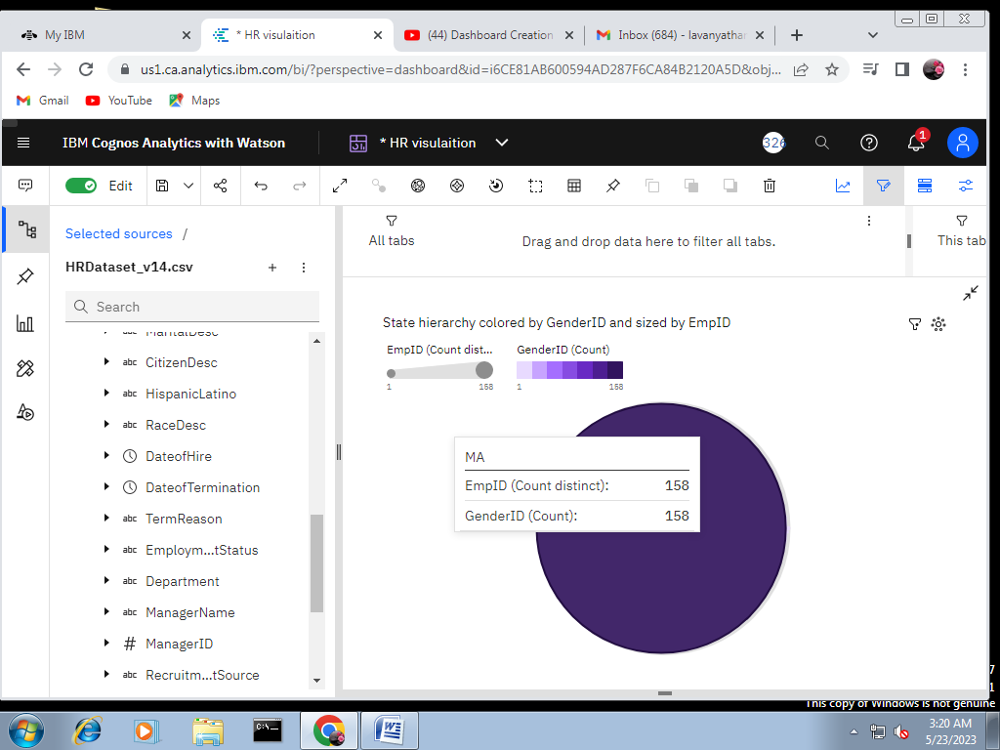 My IBM
* HR visulaition
(44) Dashboard Creation
Inbox (684) - lavanyathar
us1.ca.analytics.ibm.com/bi/?perspective=dashboard&id=i6CE81AB600594AD287F6CA84B2120A5D&obj...
Gmail
YouTube
Maps
IBM Cognos Analytics with Watson
* HR visulaition
326
1
Edit
Selected sources /
All tabs
Drag and drop data here to filter all tabs.
This tab
HRDataset_v14.csv
Search
MaritalDesc
abc CitizenDesc
abc HispanicLatino
abc RaceDesc
DateofHire
DateofTermination
abc TermReason
abc Employm...tStatus
abc Department
abc ManagerName
# ManagerID
abc Recruitm...tSource
State hierarchy colored by GenderID and sized by EmpID
EmpID (Count dist...
GenderID (Count)
1 158
1 158
MA
EmpID (Count distinct): 158
GenderID (Count): 158
7
1
This copy of Windows is not genuine
C:\
W
3:20 AM
5/23/2023